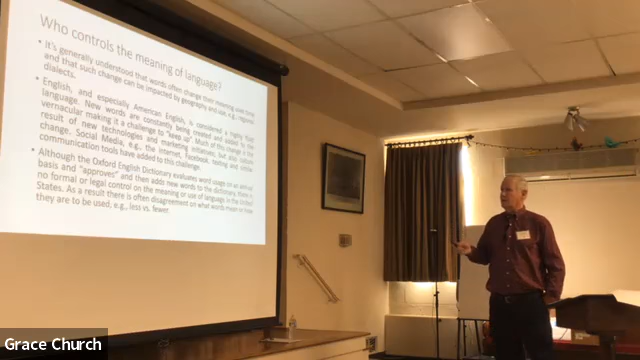 Who controls the meaning of language?
• It's generally understood that words often change their meaning over time
and that such change can be impacted by geography and use, e.g., regional
dialects.
• English, and especially American English, is considered a highly fluid
language. New words are constantly being created and added to the
vernacular making it a challenge to "keep up". Much of this change is the
result of new technologies and marketing initiatives, but also culture
change. Social Media, e.g., the internet, Facebook, texting and similar
communication tools have added to this challenge.
• Although the Oxford English Dictionary evaluates word usage on an annual
basis and "approves" and then adds new words to the dictionary, there is
no formal or legal control on the meaning or use of language in the United
States. As a result there is often disagreement on what words mean or how
they are to be used, e.g., less vs. fewer.
Grace Church